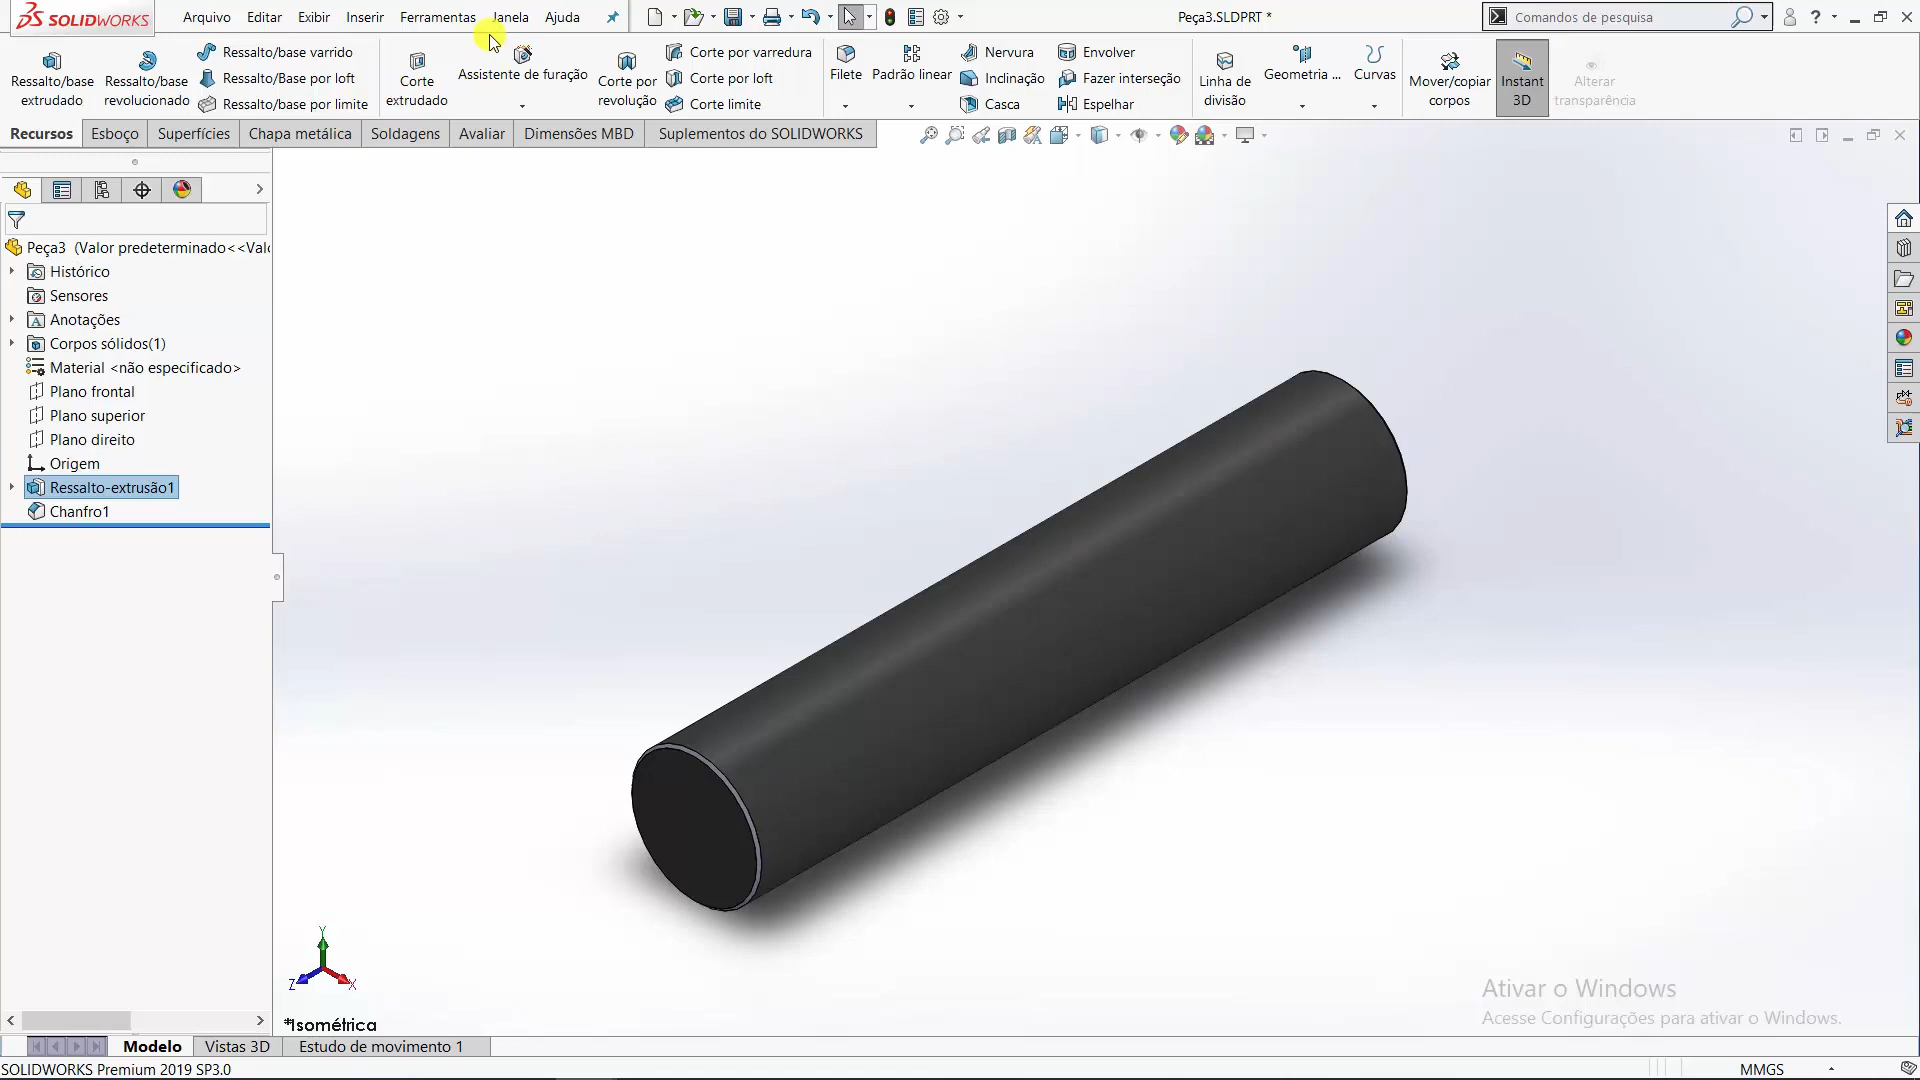 SOLIDWORKS Arquivo Editar Exibir Inserir Ferramentas Janela Ajuda Peça3.SLDPRT * Comandos de pesquisa ?
Ressalto/base extrudado
Ressalto/base revolucionado
Ressalto/base varrido
Ressalto/Base por loft
Ressalto/base por limite
Corte extrudado
Assistente de furação
Corte por revolução
Corte por varredura
Corte por loft
Corte limite
Filete
Padrão linear
Nervura
Inclinação
Casca
Envolver
Fazer interseção
Espelhar
Linha de divisão
Geometria ...
Curvas
Mover/copiar corpos
Instant 3D
Alterar transparência
Recursos Esboço Superfícies Chapa metálica Soldagens Avaliar Dimensões MBD Suplementos do SOLIDWORKS
Peça3 (Valor predeterminado<<Valo
Histórico
Sensores
Anotações
Corpos sólidos(1)
Material <não especificado>
Plano frontal
Plano superior
Plano direito
Origem
Ressalto-extrusão1
Chanfro1
Y
Z
X
*Isométrica
Ativar o Windows
Acesse Configurações para ativar o Windows.
Modelo Vistas 3D Estudo de movimento 1
SOLIDWORKS Premium 2019 SP3.0 MMGS